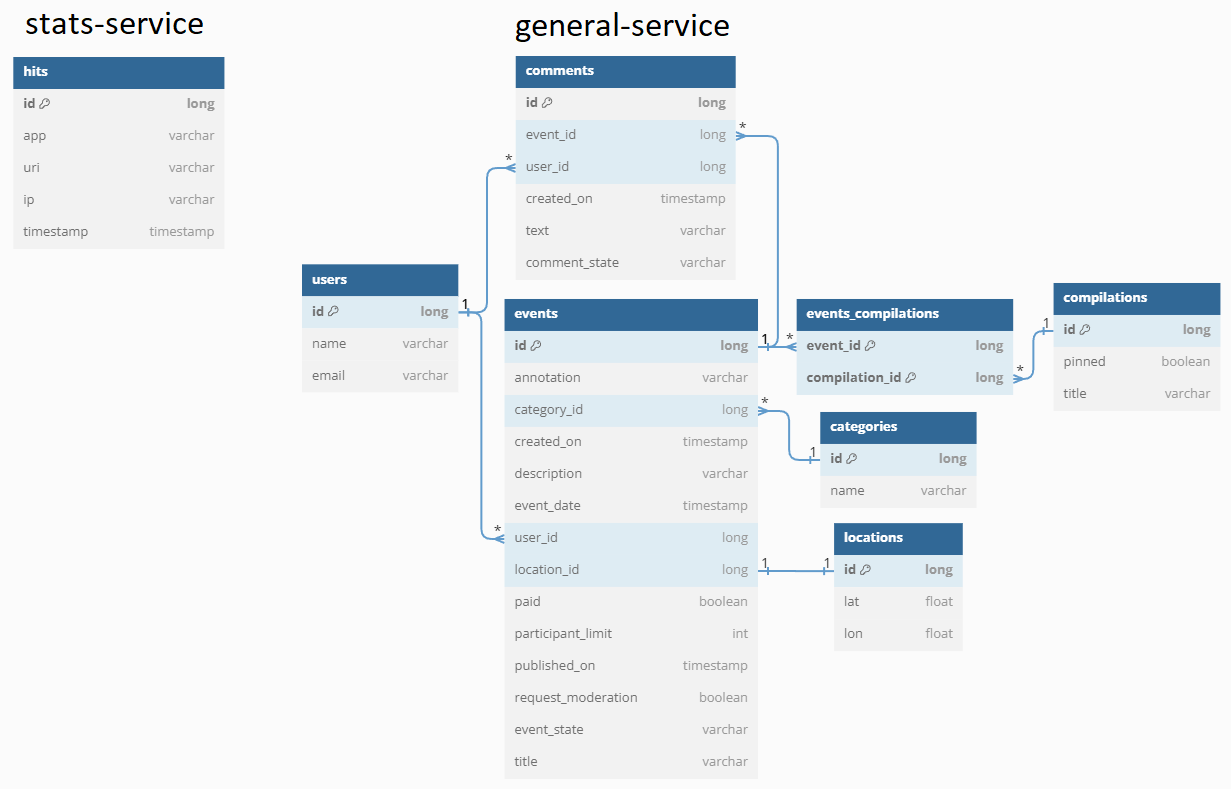 stats-service
general-service
hits
id long
app varchar
uri varchar
ip varchar
timestamp timestamp
comments
id long
event_id long
user_id long
created_on timestamp
text varchar
comment_state varchar
*
*
users
id long
name varchar
email varchar
1
events
id long
annotation varchar
category_id long
created_on timestamp
description varchar
event_date timestamp
user_id long
location_id long
paid boolean
participant_limit int
published_on timestamp
request_moderation boolean
event_state varchar
title varchar
1
*
*
*
1
events_compilations
event_id long
compilation_id long
*
compilations
id long
pinned boolean
title varchar
1
categories
id long
name varchar
1
locations
id long
lat float
lon float
1